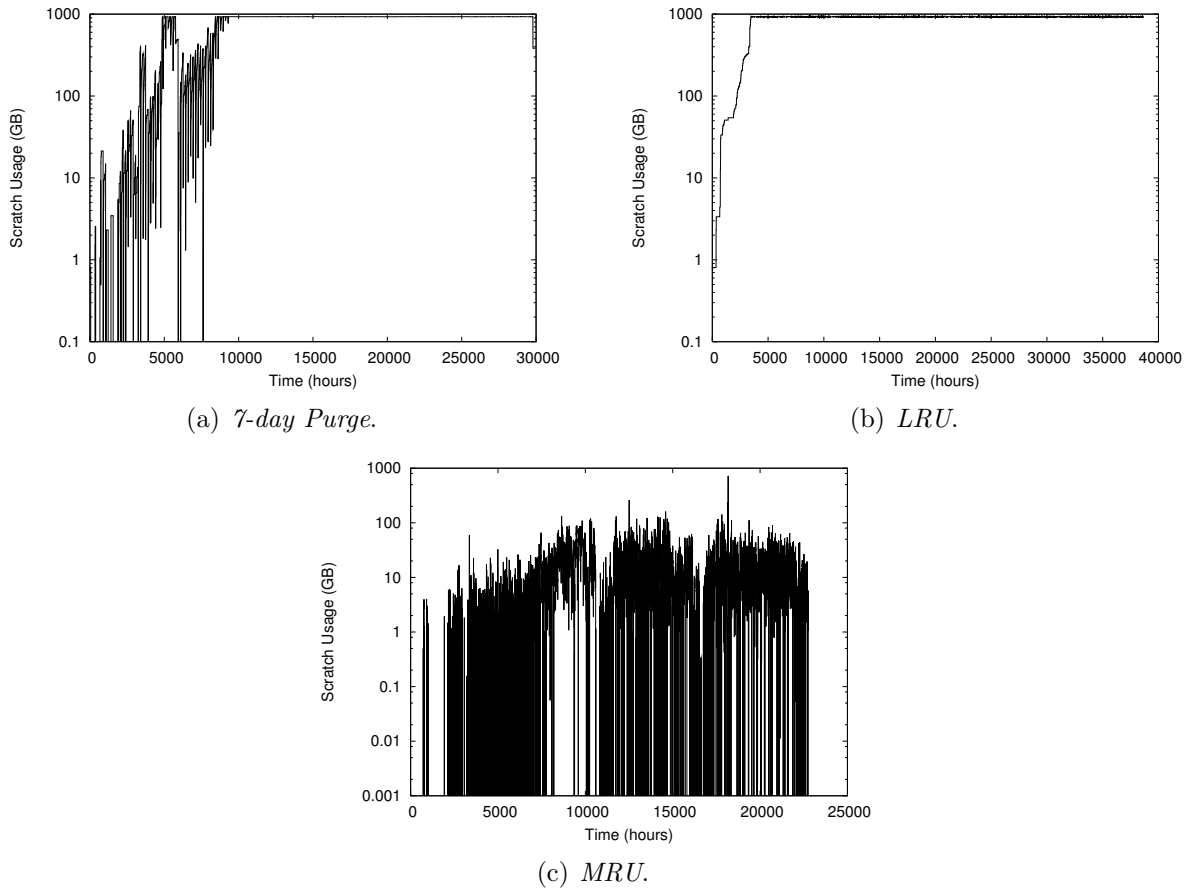 1000
100
10
1
0.1
Scratch Usage (GB)
0 5000 10000 15000 20000 25000 30000
Time (hours)
(a) 7-day Purge.
1000
100
10
1
0.1
Scratch Usage (GB)
0 5000 10000 15000 20000 25000 30000 35000 40000
Time (hours)
(b) LRU.
1000
100
10
1
0.1
0.01
0.001
Scratch Usage (GB)
0 5000 10000 15000 20000 25000
Time (hours)
(c) MRU.